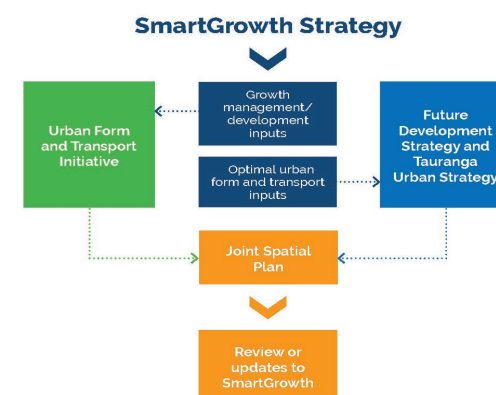 SmartGrowth Strategy
Growth
management/
development
inputs
Urban Form
and Transport
Initiative
Future
Development
Strategy and
Tauranga
Urban Strategy
Optimal urban
form and transport
inputs
Joint Spatial
Plan
Review or
updates to
SmartGrowth